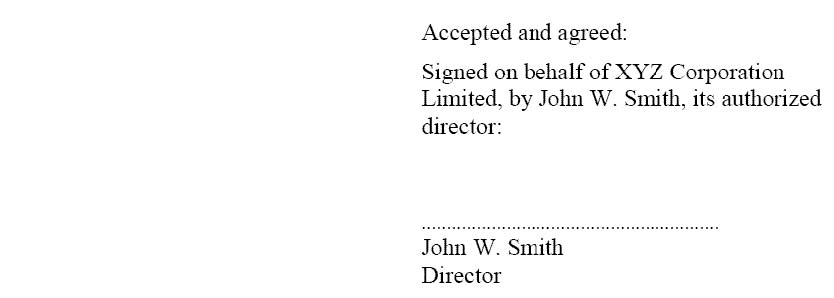 Accepted and agreed:
Signed on behalf of XYZ Corporation
Limited, by John W. Smith, its authorized
director:
............................................................
John W. Smith
Director